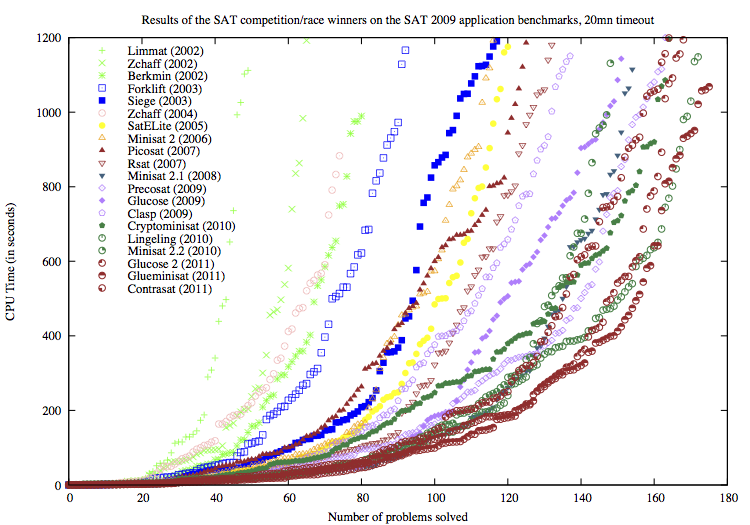 Results of the SAT competition/race winners on the SAT 2009 application benchmarks, 20mn timeout
1200
1000
800
600
400
200
0
CPU Time (in seconds)
Limmat (2002)
Zchaff (2002)
Berkmin (2002)
Forklift (2003)
Siege (2003)
Zchaff (2004)
SatELite (2005)
Minisat 2 (2006)
Picosat (2007)
Rsat (2007)
Minisat 2.1 (2008)
Precosat (2009)
Glucose (2009)
Clasp (2009)
Cryptominisat (2010)
Lingeling (2010)
Minisat 2.2 (2010)
Glucose 2 (2011)
Glueminisat (2011)
Contrasat (2011)
0 20 40 60 80 100 120 140 160 180
Number of problems solved